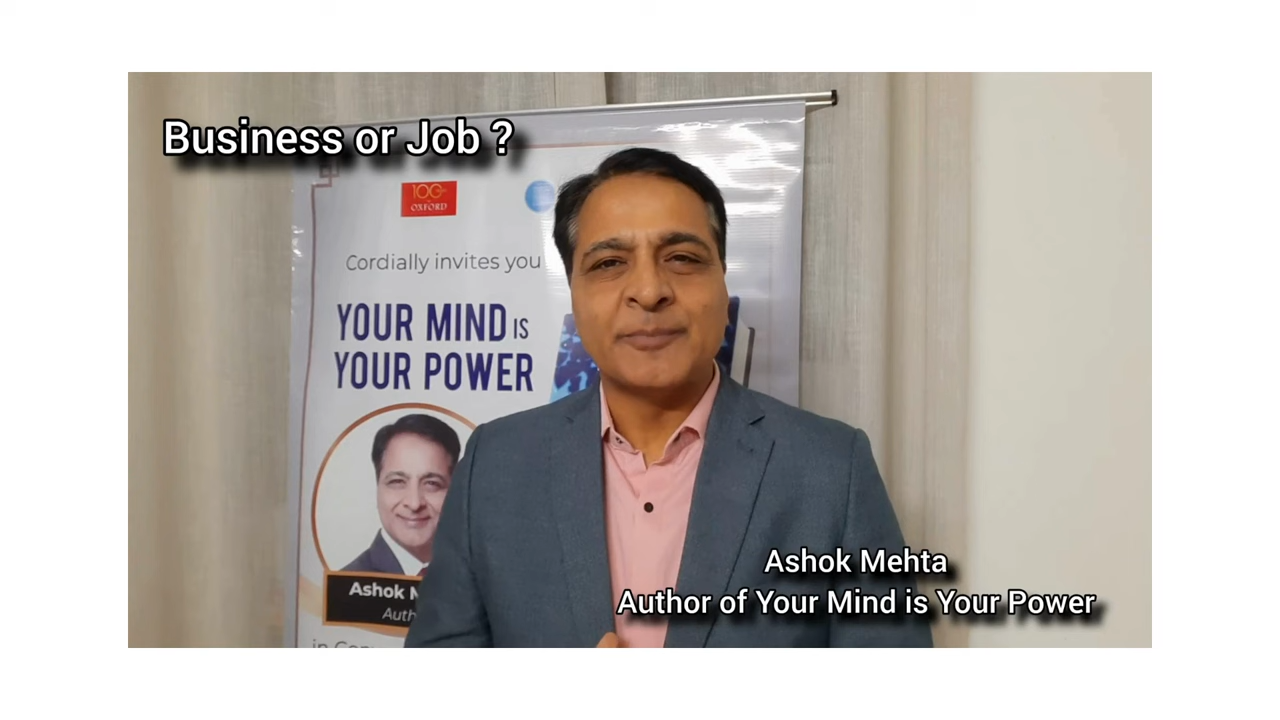 Business or Job ?
100
OXFORD
Cordially invites you
YOUR MIND IS
YOUR POWER
Ashok
Ashok Mehta
Author of Your Mind is Your Power